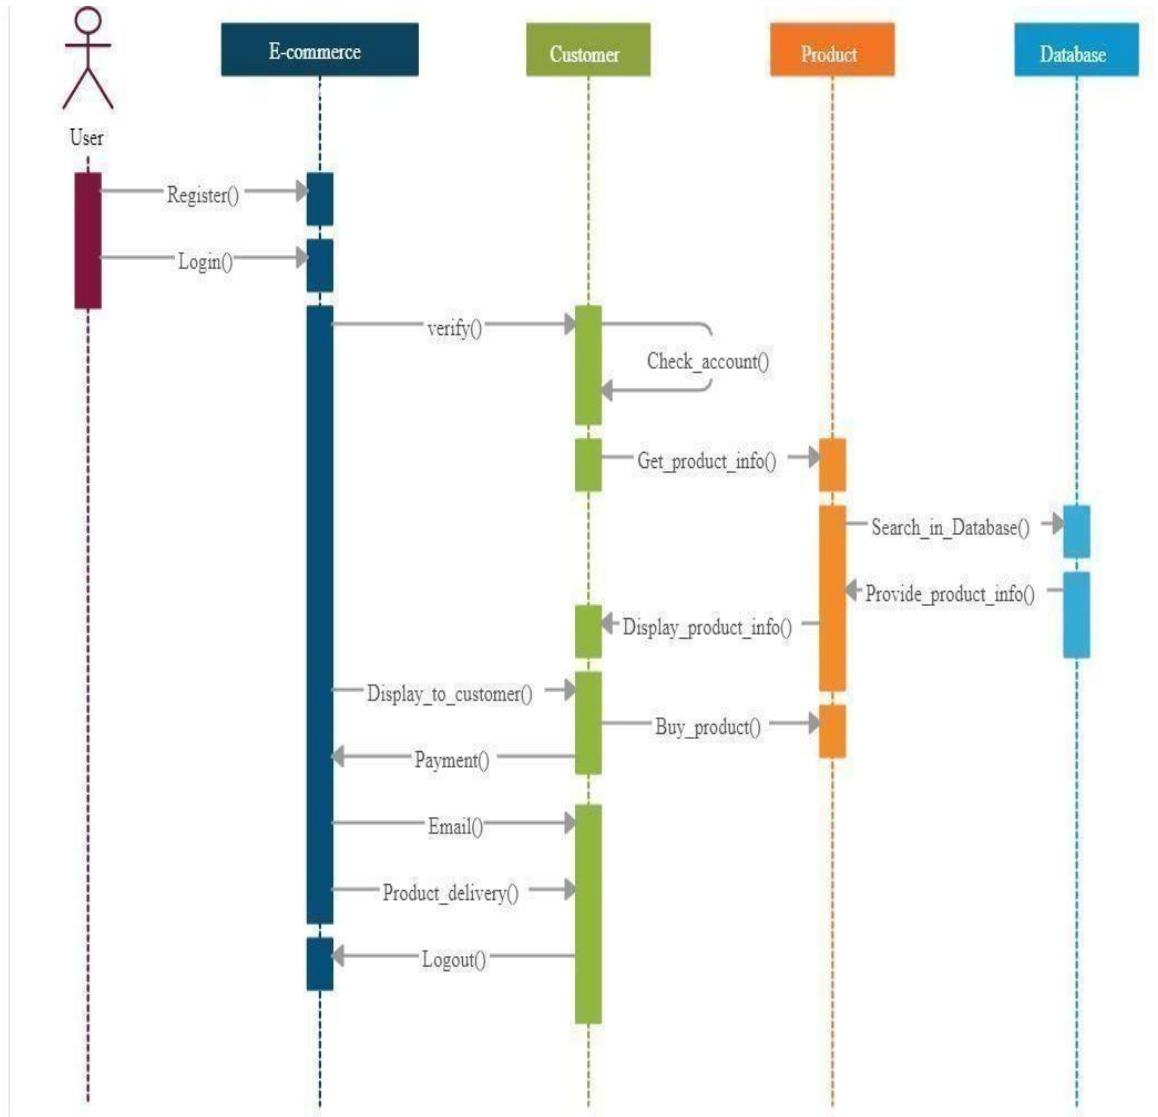 E-commerce
Customer
Product
Database
User
Register()
Login()
verify()
Check_account()
Get_product_info()
Search_in_Database()
Provide_product_info()
Display_product_info()
Display_to_customer()
Buy_product()
Payment()
Email()
Product_delivery()
Logout()